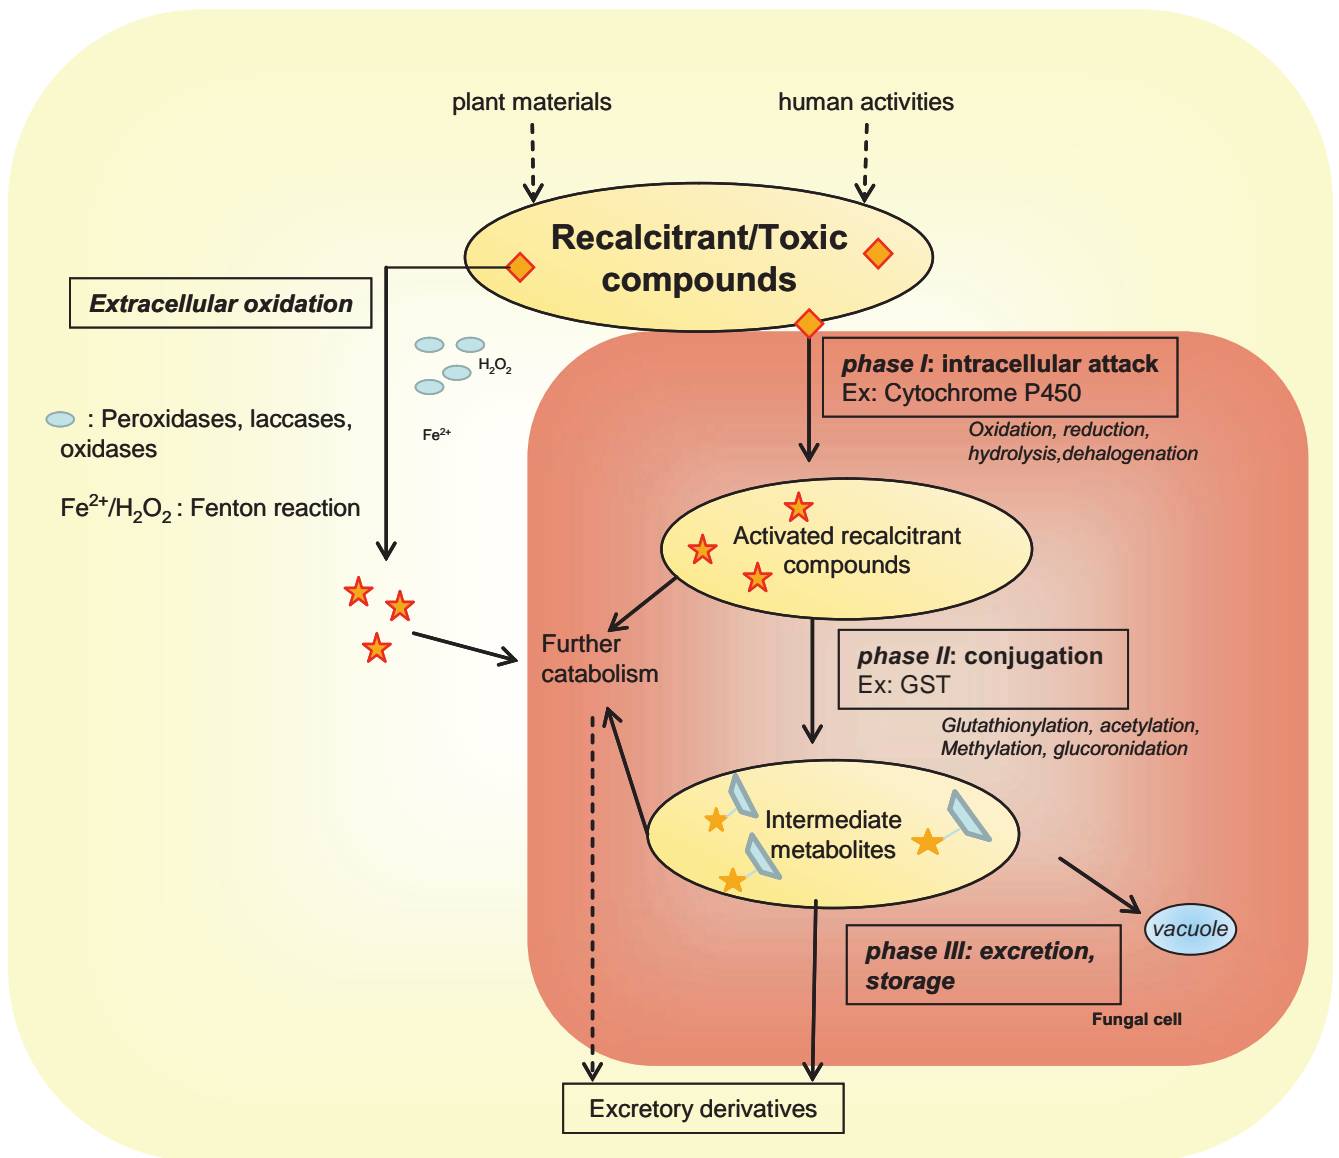 plant materials
human activities
Recalcitrant/Toxic
compounds
Extracellular oxidation
H₂O₂
: Peroxidases, laccases,
oxidases
Fe²⁺
Fe²⁺/H₂O₂ : Fenton reaction
phase I: intracellular attack
Ex: Cytochrome P450
Oxidation, reduction,
hydrolysis,dehalogenation
Activated recalcitrant
compounds
Further
catabolism
phase II: conjugation
Ex: GST
Glutathionylation, acetylation,
Methylation, glucoronidation
Intermediate
metabolites
vacuole
phase III: excretion,
storage
Fungal cell
Excretory derivatives